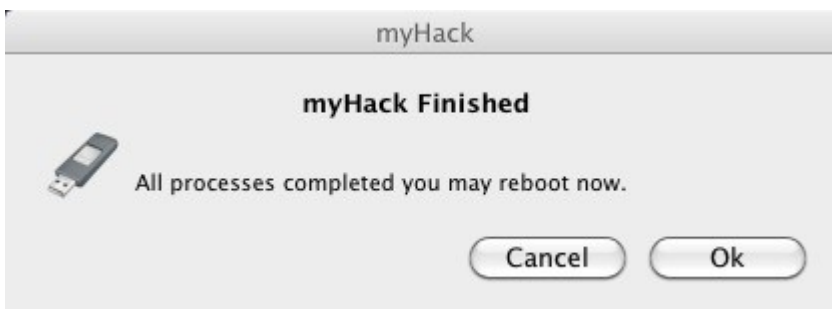 myHack
myHack Finished
All processes completed you may reboot now.
Cancel Ok